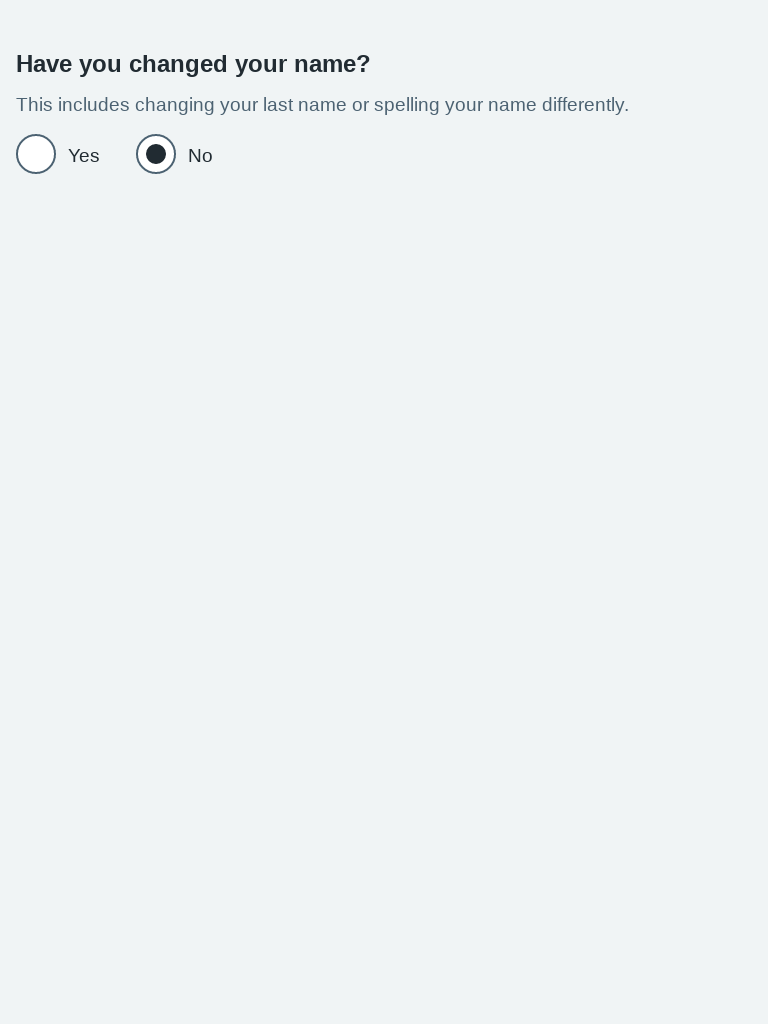 Have you changed your name?
This includes changing your last name or spelling your name differently.
Yes No